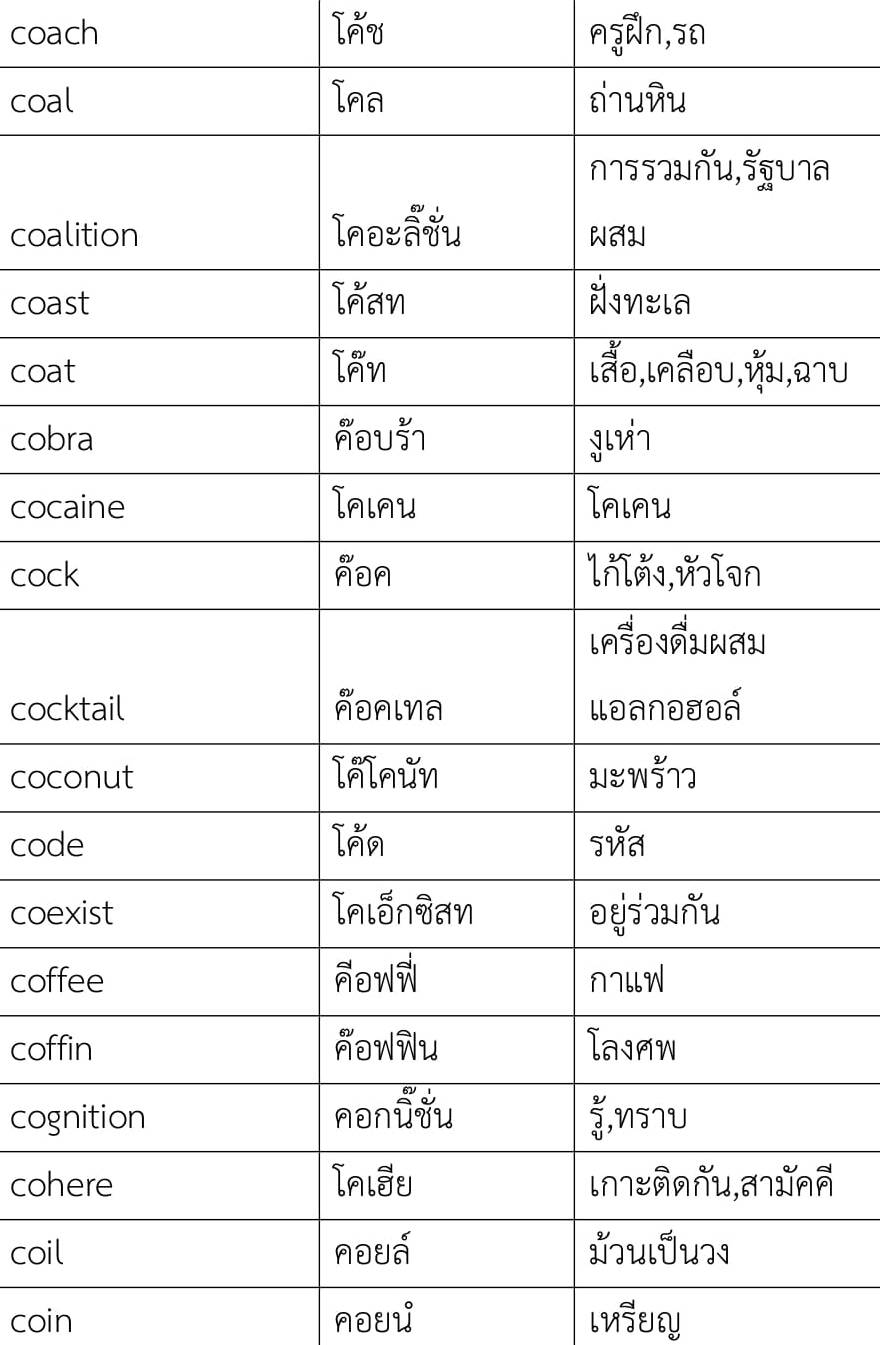 coach โค้ช ครูฝึก,รถ
coal โคล ถ่านหิน
การรวมกัน,รัฐบาล
coalition โคอะลิ๊ชั่น ผสม
coast โค้สท ฝั่งทะเล
coat โค๊ท เสื้อ,เคลือบ,หุ้ม,ฉาบ
cobra ค๊อบร้า งูเห่า
cocaine โคเคน โคเคน
cock ค๊อค ไก้โต้ง,หัวโจก
เครื่องดื่มผสม
cocktail ค๊อคเทล แอลกอฮอล์
coconut โค๊โคนัท มะพร้าว
code โค้ด รหัส
coexist โคเอ็กซิสท อยู่ร่วมกัน
coffee คีอฟฟี่ กาแฟ
coffin ค๊อฟฟิน โลงศพ
cognition คอกนิ๊ชั่น รู้,ทราบ
cohere โคเฮีย เกาะติดกัน,สามัคคี
coil คอยล์ ม้วนเป็นวง
coin คอยนํ เหรียญ